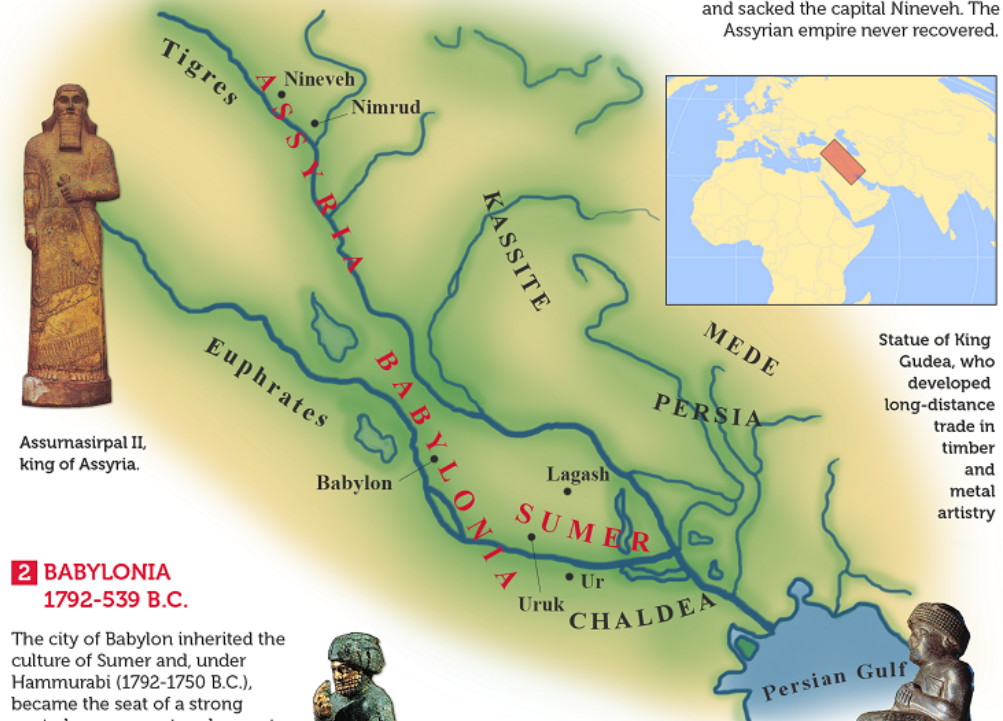 and sacked the capital Nineveh. The
Assyrian empire never recovered.
Tigres
ASSYRIA
Nineveh
Nimrud
KASSITE
MEDE
PERSIA
Euphrates
BABYLONIA
Babylon
Lagash
SUMER
Uruk
Ur
CHALDEA
Persian Gulf
Assurnasirpal II,
king of Assyria.
Statue of King
Gudea, who
developed
long-distance
trade in
timber
and
metal
artistry
2 BABYLONIA
1792-539 B.C.
The city of Babylon inherited the
culture of Sumer and, under
Hammurabi (1792-1750 B.C.),
became the seat of a strong